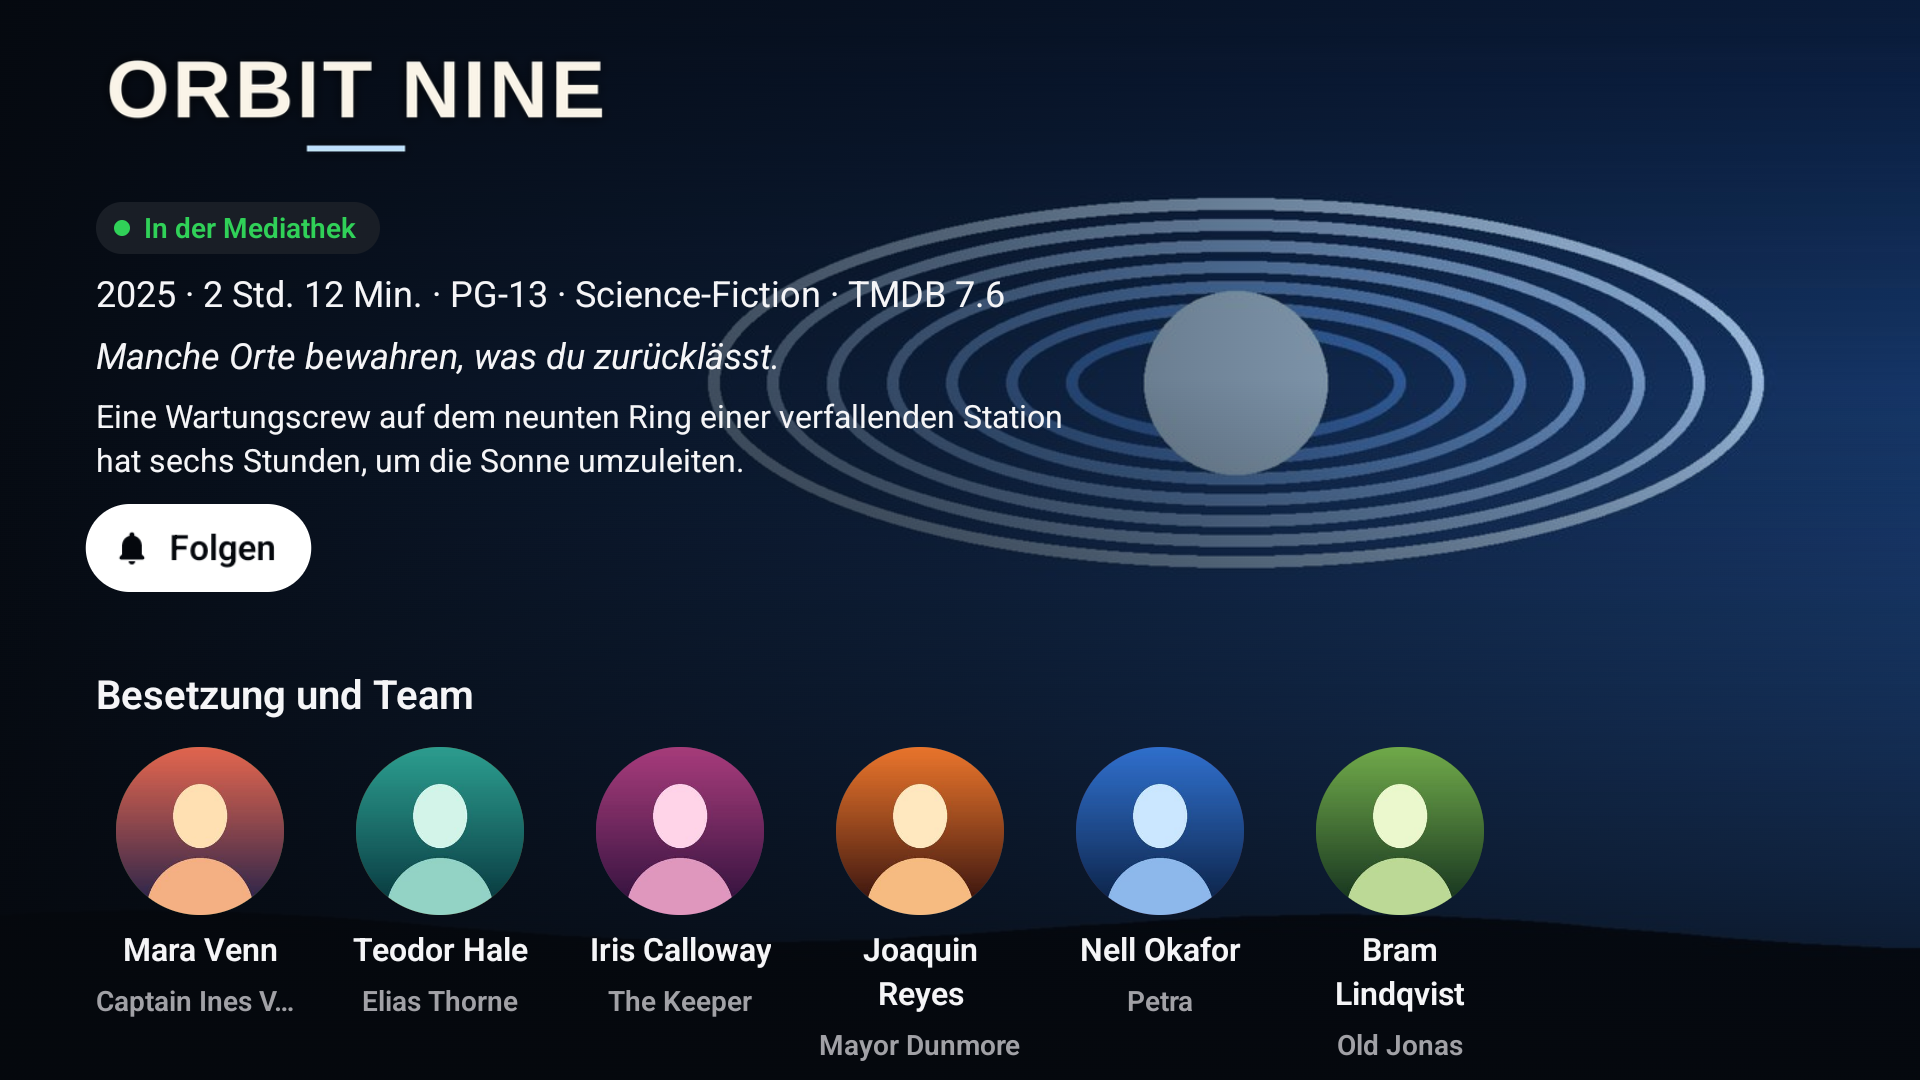 ORBIT NINE
In der Mediathek
2025 · 2 Std. 12 Min. · PG-13 · Science-Fiction · TMDB 7.6
Manche Orte bewahren, was du zurücklässt.
Eine Wartungscrew auf dem neunten Ring einer verfallenden Station
hat sechs Stunden, um die Sonne umzuleiten.
Folgen
Besetzung und Team
Mara Venn
Captain Ines V...
Teodor Hale
Elias Thorne
Iris Calloway
The Keeper
Joaquin
Reyes
Mayor Dunmore
Nell Okafor
Petra
Bram
Lindqvist
Old Jonas